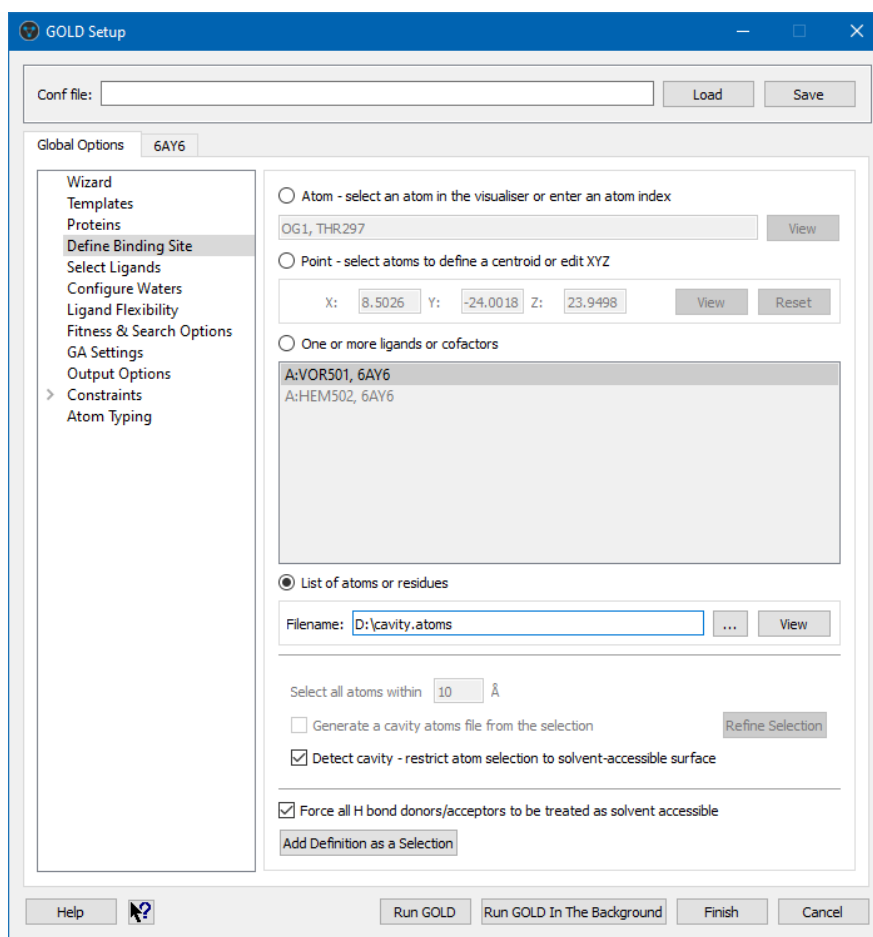 GOLD Setup
Conf file: Load Save
Global Options 6AY6
Wizard
Templates
Proteins
Define Binding Site
Select Ligands
Configure Waters
Ligand Flexibility
Fitness & Search Options
GA Settings
Output Options
Constraints
Atom Typing
Atom - select an atom in the visualiser or enter an atom index
OG1, THR297 View
Point - select atoms to define a centroid or edit XYZ
X: 8.5026 Y: -24.0018 Z: 23.9498 View Reset
One or more ligands or cofactors
A:VOR501, 6AY6
A:HEM502, 6AY6
List of atoms or residues
Filename: D:\cavity.atoms ... View
Select all atoms within 10 Å
Generate a cavity atoms file from the selection Refine Selection
Detect cavity - restrict atom selection to solvent-accessible surface
Force all H bond donors/acceptors to be treated as solvent accessible
Add Definition as a Selection
Help ? Run GOLD Run GOLD In The Background Finish Cancel